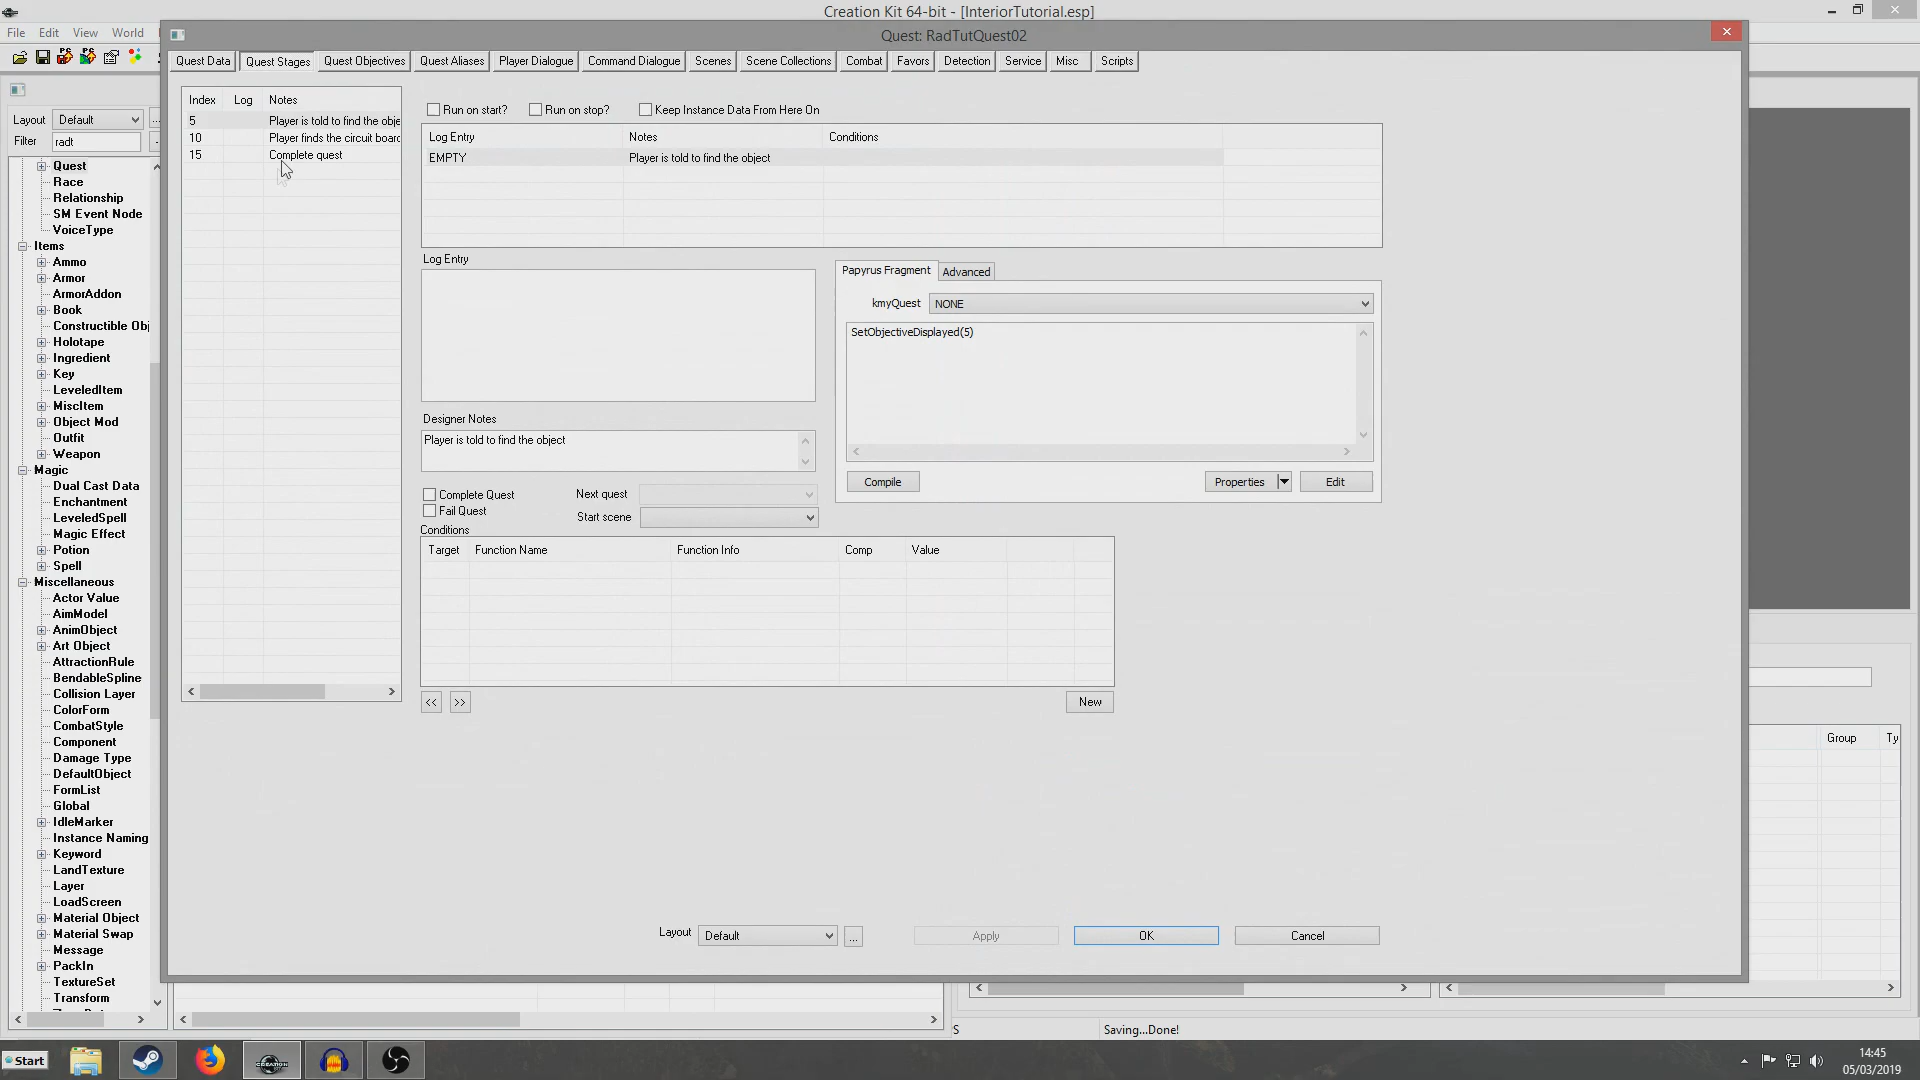 Creation Kit 64-bit - [InteriorTutorial.esp]
File Edit View World
Quest: RadTutQuest02
Quest Data Quest Stages Quest Objectives Quest Aliases Player Dialogue Command Dialogue Scenes Scene Collections Combat Favors Detection Service Misc Scripts
Layout Default ...
Filter radt
Quest
Race
Relationship
SM Event Node
VoiceType
Items
Ammo
Armor
ArmorAddon
Book
Constructible Obj
Holotape
Ingredient
Key
LeveledItem
MiscItem
Object Mod
Outfit
Weapon
Magic
Dual Cast Data
Enchantment
LeveledSpell
Magic Effect
Potion
Spell
Miscellaneous
Actor Value
AimModel
AnimObject
Art Object
AttractionRule
BendableSpline
Collision Layer
ColorForm
CombatStyle
Component
Damage Type
DefaultObject
FormList
Global
IdleMarker
Instance Naming
Keyword
LandTexture
Layer
LoadScreen
Material Object
Material Swap
Message
PackIn
TextureSet
Transform
Index Log Notes
5 Player is told to find the obje
10 Player finds the circuit board
15 Complete quest
Run on start? Run on stop? Keep Instance Data From Here On
Log Entry Notes Conditions
EMPTY Player is told to find the object
Log Entry
Papyrus Fragment Advanced
kmyQuest NONE
SetObjectiveDisplayed(5)
Compile Properties Edit
Designer Notes
Player is told to find the object
Complete Quest Next quest
Fail Quest Start scene
Conditions
Target Function Name Function Info Comp Value
<< >> New
Layout Default ... Apply OK Cancel
Group Ty
S Saving...Done!
Start
CREATION
14:45
05/03/2019